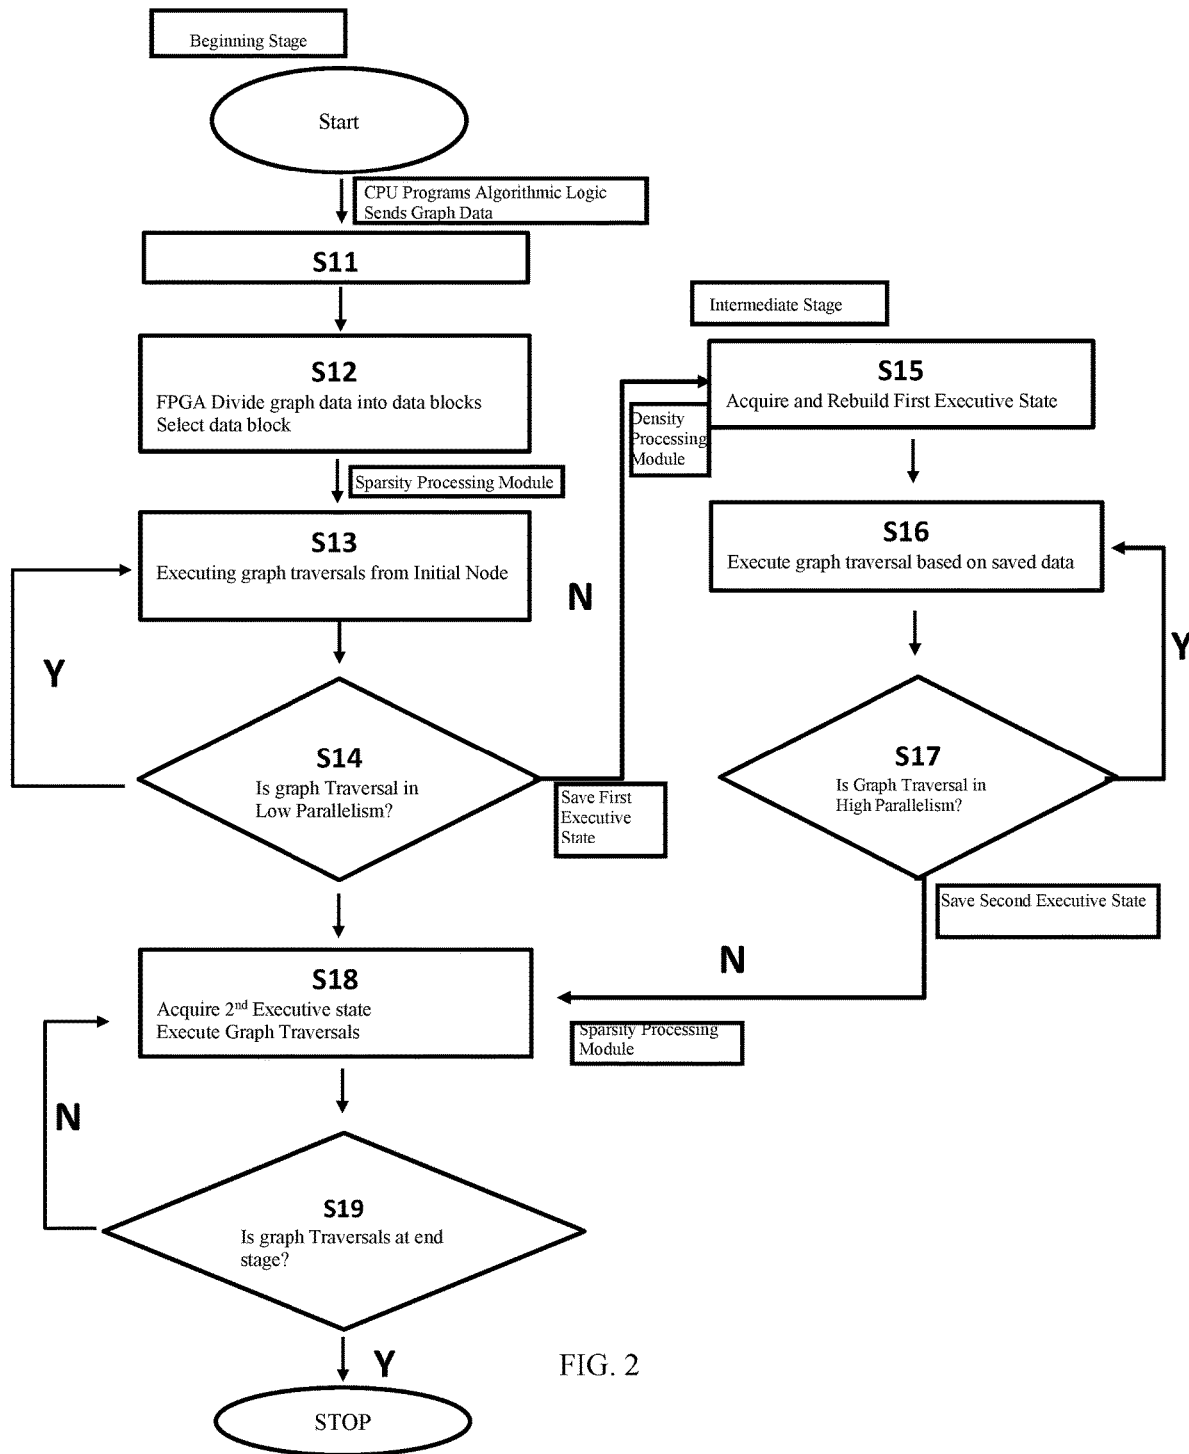 Beginning Stage
Start
CPU Programs Algorithmic Logic
Sends Graph Data
S11
S12
FPGA Divide graph data into data blocks
Select data block
Sparsity Processing Module
S13
Executing graph traversals from Initial Node
Y
S14
Is graph Traversal in
Low Parallelism?
N
Save First
Executive
State
Intermediate Stage
Density
Processing
Module
S15
Acquire and Rebuild First Executive State
S16
Execute graph traversal based on saved data
Y
S17
Is Graph Traversal in
High Parallelism?
Save Second Executive State
N
Sparsity Processing
Module
S18
Acquire 2nd Executive state
Execute Graph Traversals
N
S19
Is graph Traversals at end
stage?
Y
STOP
FIG. 2